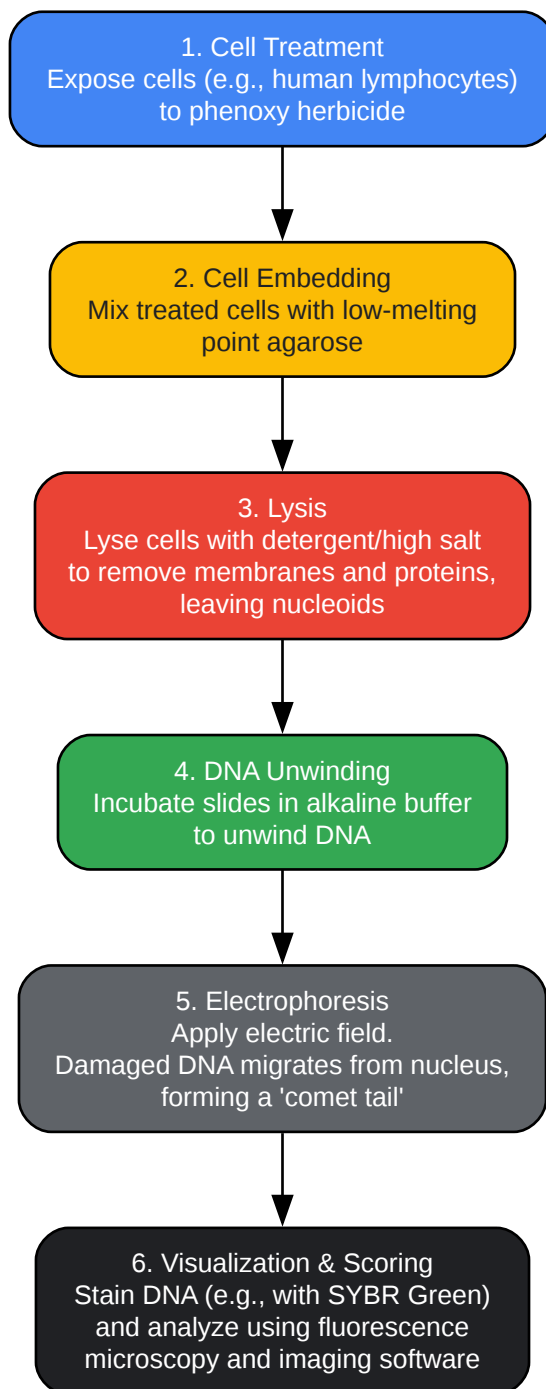 1. Cell Treatment
Expose cells (e.g., human lymphocytes)
to phenoxy herbicide
2. Cell Embedding
Mix treated cells with low-melting
point agarose
3. Lysis
Lyse cells with detergent/high salt
to remove membranes and proteins,
leaving nucleoids
4. DNA Unwinding
Incubate slides in alkaline buffer
to unwind DNA
5. Electrophoresis
Apply electric field.
Damaged DNA migrates from nucleus,
forming a 'comet tail'
6. Visualization & Scoring
Stain DNA (e.g., with SYBR Green)
and analyze using fluorescence
microscopy and imaging software